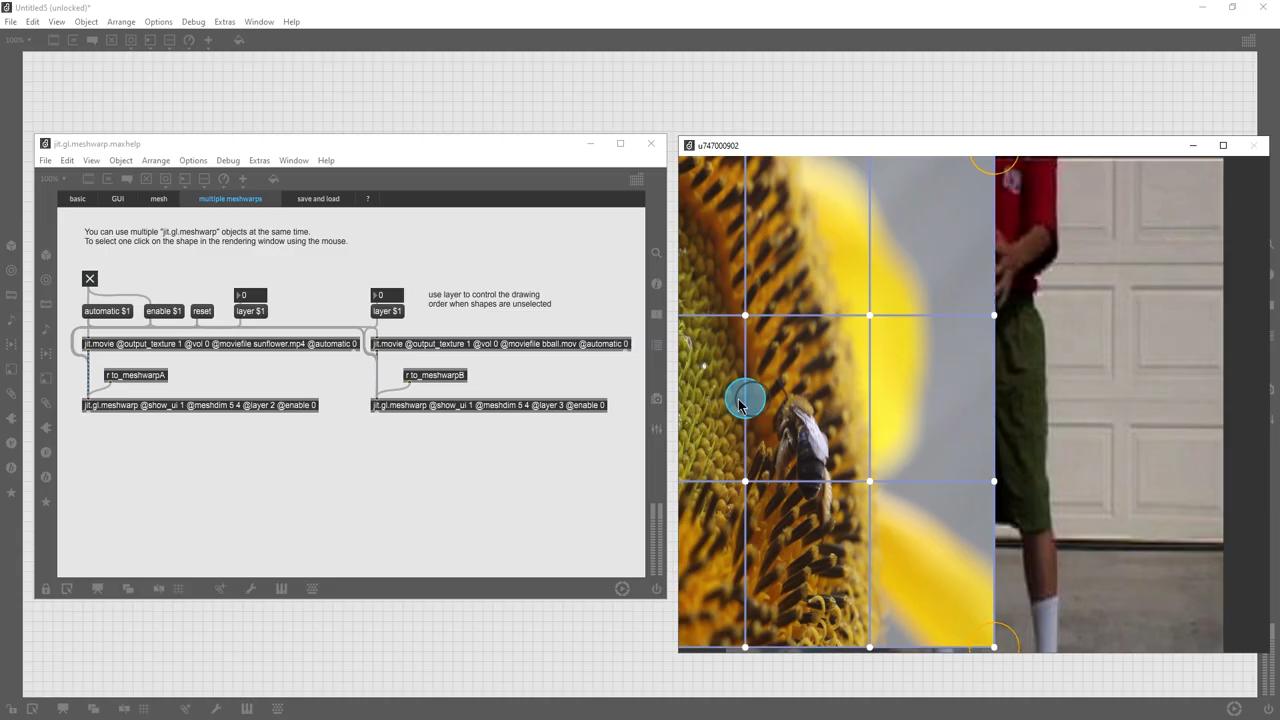 Untitled5 (unlocked)*
File Edit View Object Arrange Options Debug Extras Window Help
100%
jit.gl.meshwarp.maxhelp
File Edit View Object Arrange Options Debug Extras Window Help
100%
basic GUI mesh multiple meshwarps save and load ?
You can use multiple "jit.gl.meshwarp" objects at the same time.
To select one click on the shape in the rendering window using the mouse.
0
0
use layer to control the drawing
order when shapes are unselected
automatic $1 enable $1 reset layer $1 layer $1
jit.movie @output_texture 1 @vol 0 @moviefile sunflower.mp4 @automatic 0
jit.movie @output_texture 1 @vol 0 @moviefile bball.mov @automatic 0
r to_meshwarpA
r to_meshwarpB
jit.gl.meshwarp @show_ui 1 @meshdim 5 4 @layer 2 @enable 0
jit.gl.meshwarp @show_ui 1 @meshdim 5 4 @layer 3 @enable 0
u747000902